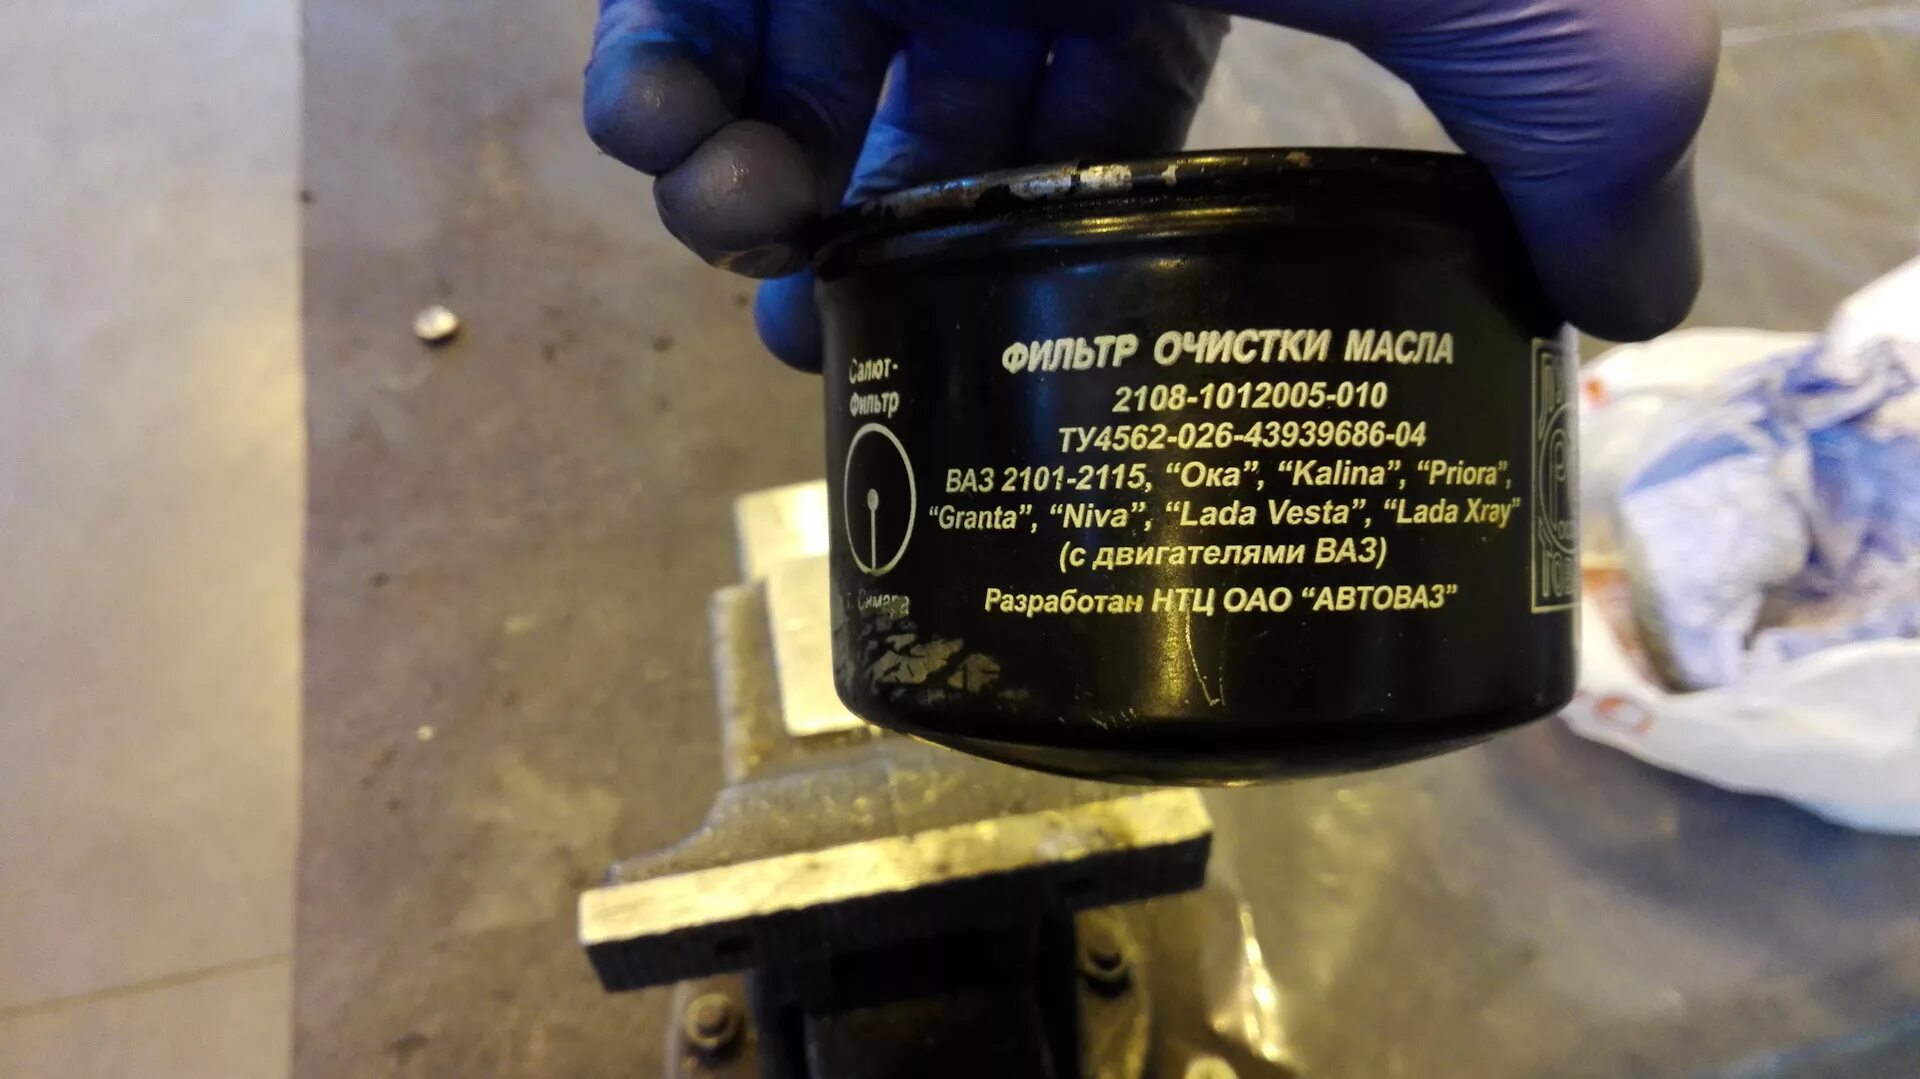 Салют-
Фильтр
ФИЛЬТР ОЧИСТКИ МАСЛА
2108-1012005-010
ТУ4562-026-43939686-04
ВАЗ 2101-2115, “Ока”, “Kalina”, “Priora”,
“Granta”, “Niva”, “Lada Vesta”, “Lada Xray”
(с двигателями ВАЗ)
Разработан НТЦ ОАО “АВТОВАЗ”
г. Самара